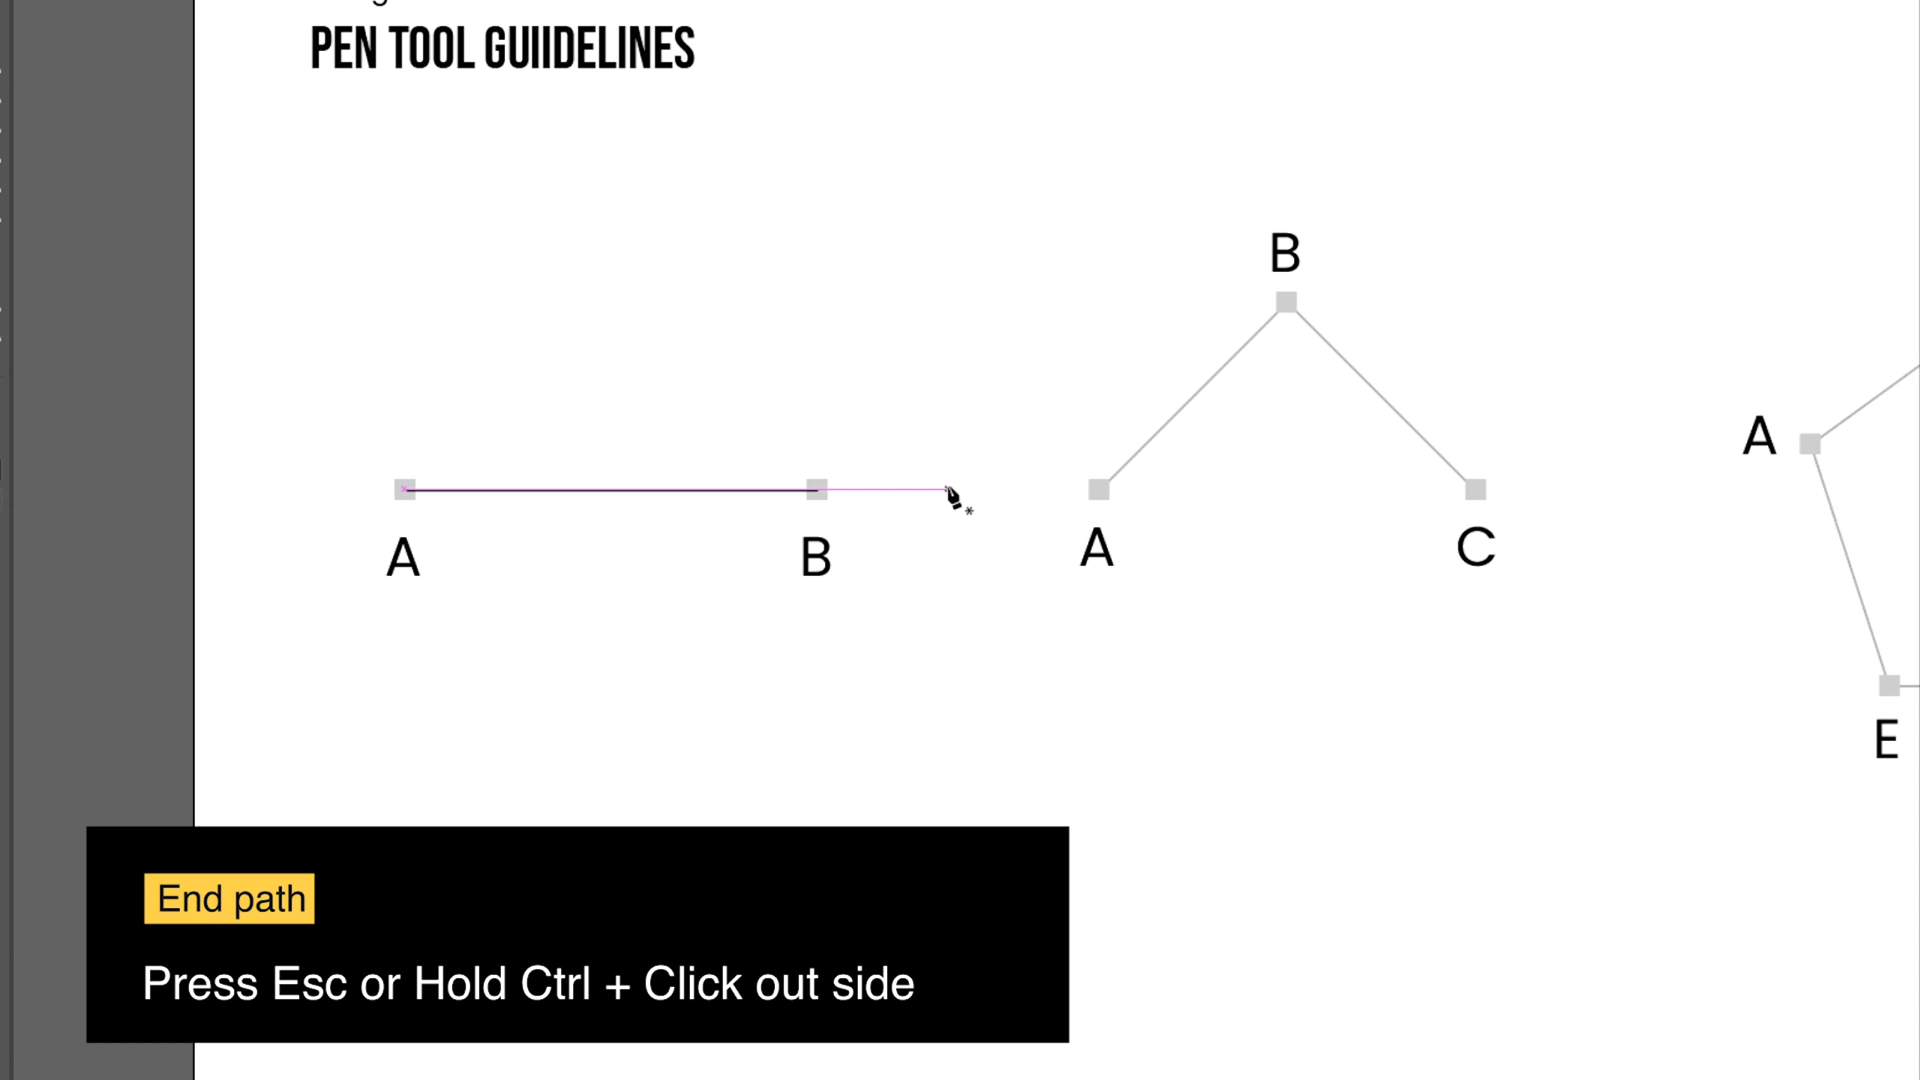 PEN TOOL GUIIDELINES
B
A
A
B
A
C
E
End path
Press Esc or Hold Ctrl + Click out side